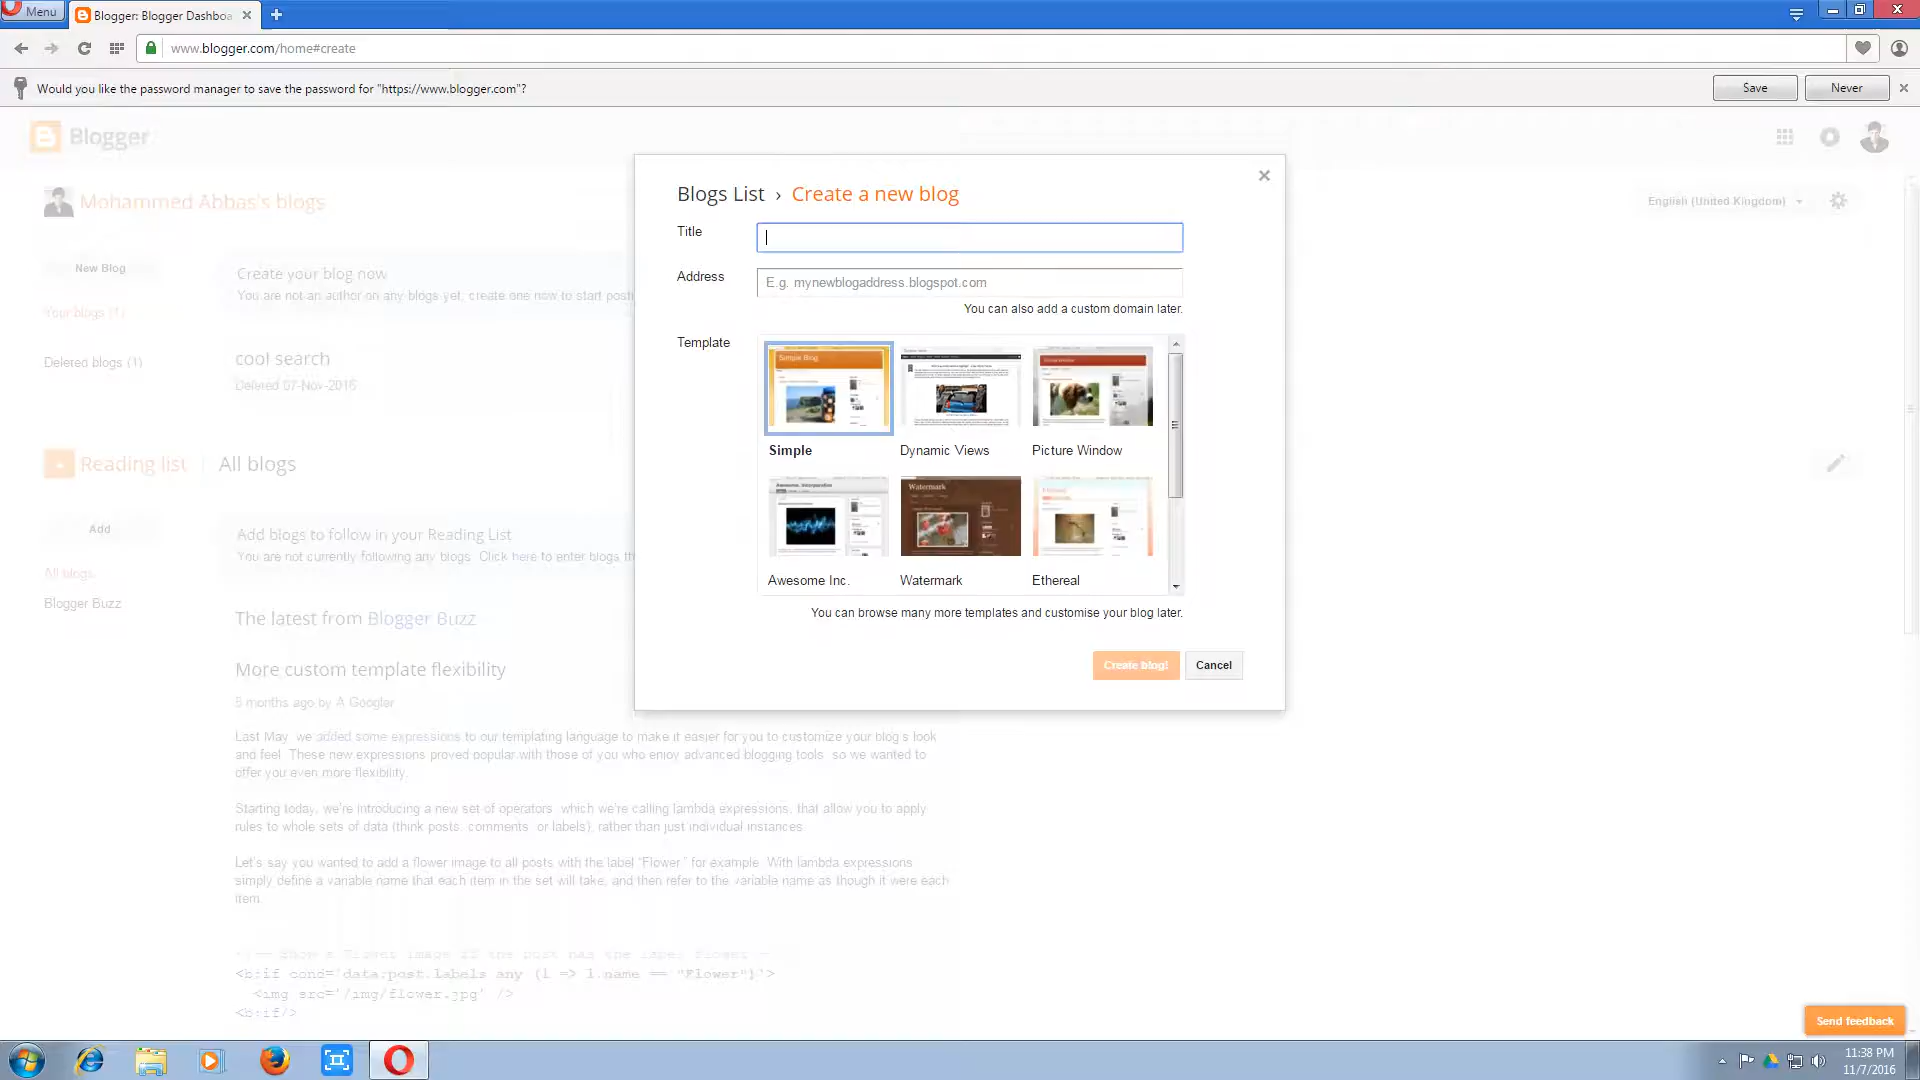 Menu
Blogger: Blogger Dashboa
www.blogger.com/home#create
Would you like the password manager to save the password for "https://www.blogger.com"?
Save
Never
Blogger
Mohammed Abbas's blogs
English (United Kingdom)
New Blog
Create your blog now
You are not an author on any blogs yet, create one now to start posti
Your blogs (1)
Deleted blogs (1)
cool search
Deleted 07-Nov-2016
Reading list
All blogs
Add
Add blogs to follow in your Reading List
You are not currently following any blogs. Click here to enter blogs th
All blogs
Blogger Buzz
The latest from Blogger Buzz
More custom template flexibility
months ago by A Googler
Last May, we added some expressions to our templating language to make it easier for you to customize your blog's look
and feel. These new expressions proved popular with those of you who enjoy advanced blogging tools, so we wanted to
offer you even more flexibility.
Starting today, we're introducing a new set of operators, which we're calling lambda expressions, that allow you to apply
rules to whole sets of data (think posts, comments, or labels), rather than just individual instances.
Let's say you wanted to add a flower image to all posts with the label "Flower," for example. With lambda expressions
simply define a variable name that each item in the set will take, and then refer to the variable name as though it were each
item.
<!-- Show a flower image if the post has the label flower -
<b:if cond='data:post.labels any (l => l.name == "Flower")'>
<img src='/img/flower.jpg' />
<b:if/>
Blogs List › Create a new blog
Title
Address
E.g. mynewblogaddress.blogspot.com
You can also add a custom domain later.
Template
Simple Blog
Watermark
Simple
Dynamic Views
Picture Window
Awesome Inc.
Watermark
Ethereal
You can browse many more templates and customise your blog later.
Create blog!
Cancel
Send feedback
11:38 PM
11/7/2016